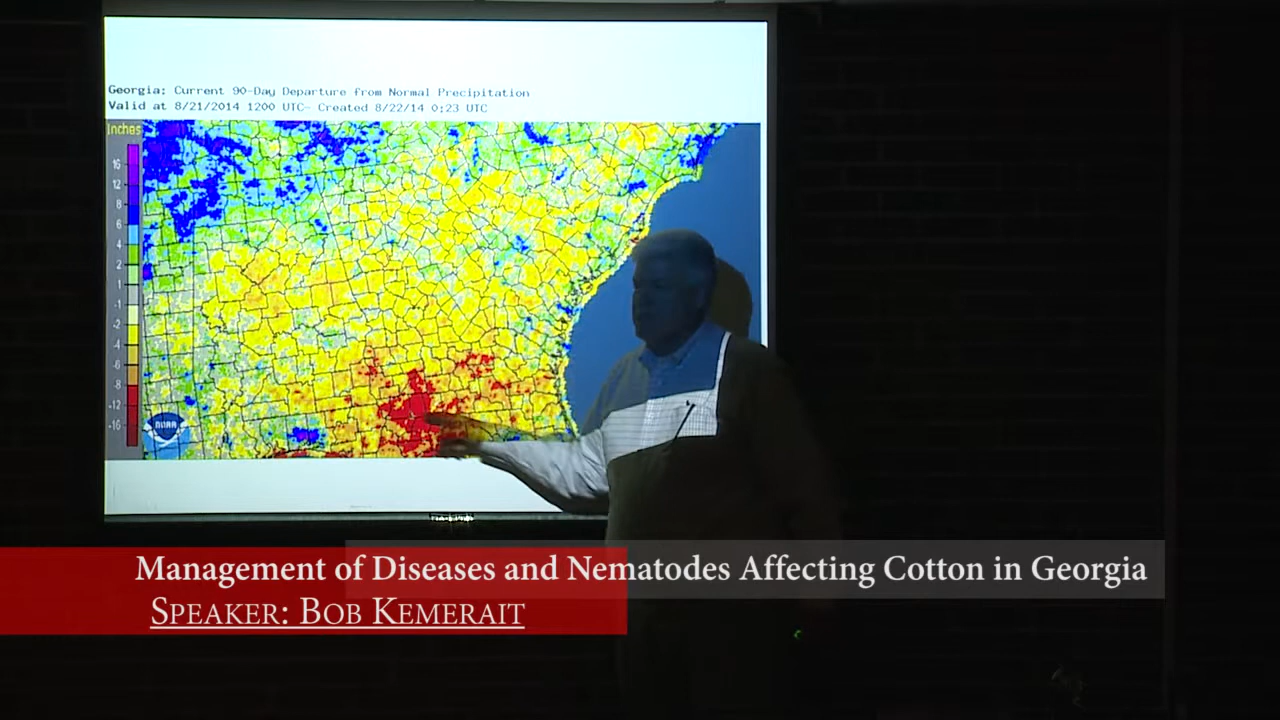 Georgia: Current 90-Day Departure from Normal Precipitation
Valid at 8/21/2014 1200 UTC- Created 8/22/14 0:23 UTC
Inches
16
12
8
6
4
2
1
-1
-2
-4
-6
-8
-12
-16
NOAA
Management of Diseases and Nematodes Affecting Cotton in Georgia
SPEAKER: BOB KEMERAIT